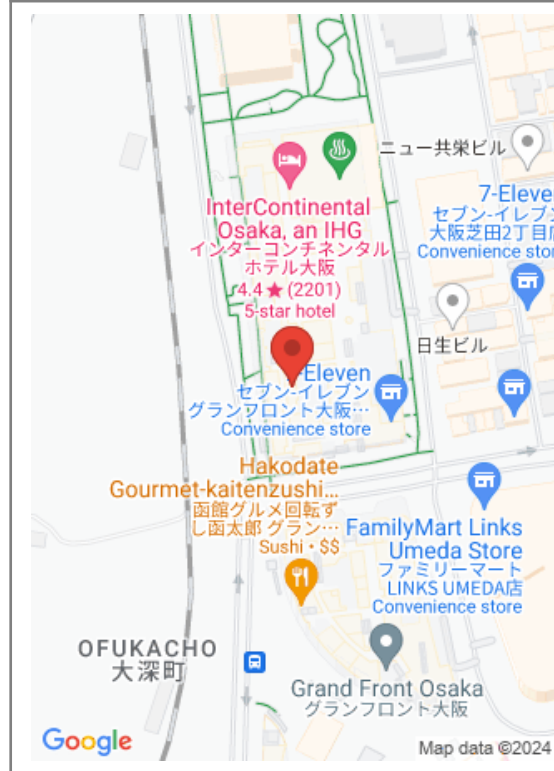 ニュー共栄ビル
InterContinental
Osaka, an IHG
インターコンチネンタル
ホテル大阪
4.4★(2201)
5-star hotel
7-Eleve
セブン-イレブン
大阪芝田2丁目店
Convenience stor
日生ビル
-Eleven
セブン-イレブン
グランフロント大阪…
Convenience store
Hakodate
Gourmet-kaitenzushi...
函館グルメ回転ず
し函太郎 グラン…
Sushi • $$
FamilyMart Links
Umeda Store
ファミリーマート
LINKS UMEDA店
Convenience store
OFUKACHO
大深町
Grand Front Osaka
グランフロント大阪
Google
Map data ©2024